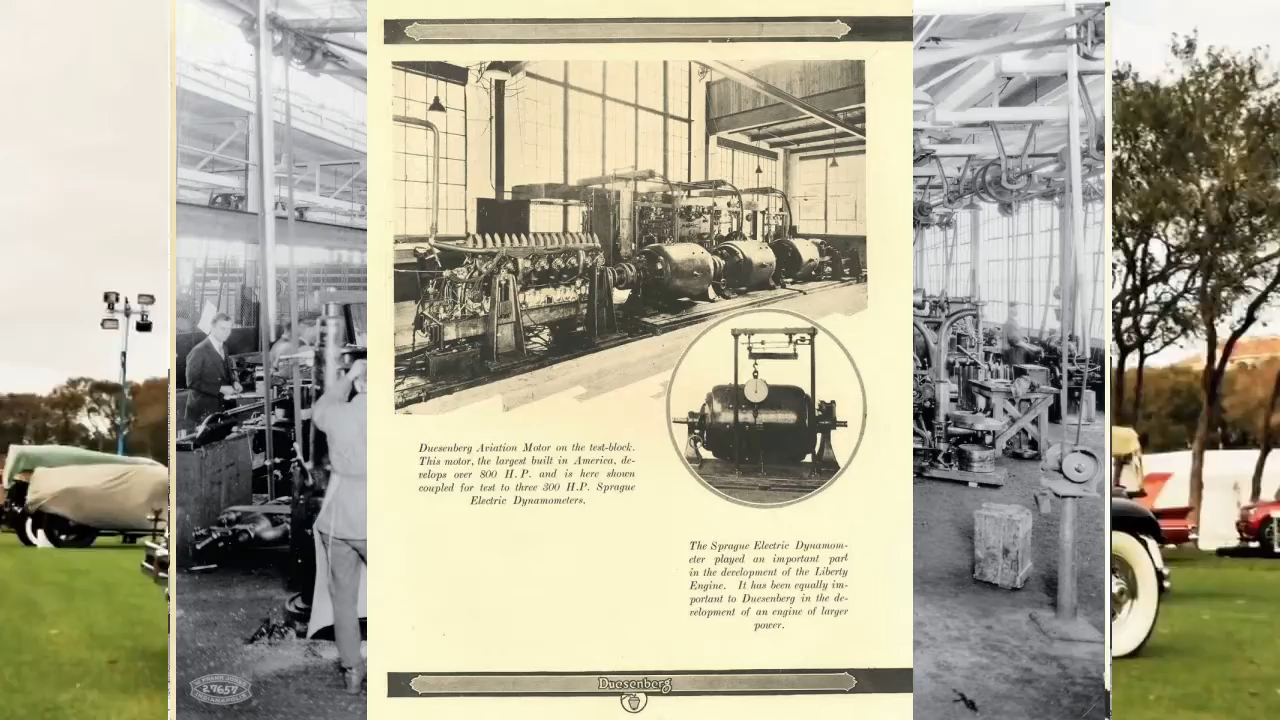 Duesenberg Aviation Motor on the test-block.
This motor, the largest built in America, de-
velops over 800 H. P. and is here shown
coupled for test to three 300 H.P. Sprague
Electric Dynamometers.
The Sprague Electric Dynamom-
eter played an important part
in the development of the Liberty
Engine. It has been equally im-
portant to Duesenberg in the de-
velopment of an engine of larger
power.
Duesenberg
27657
INDIANAPOLIS